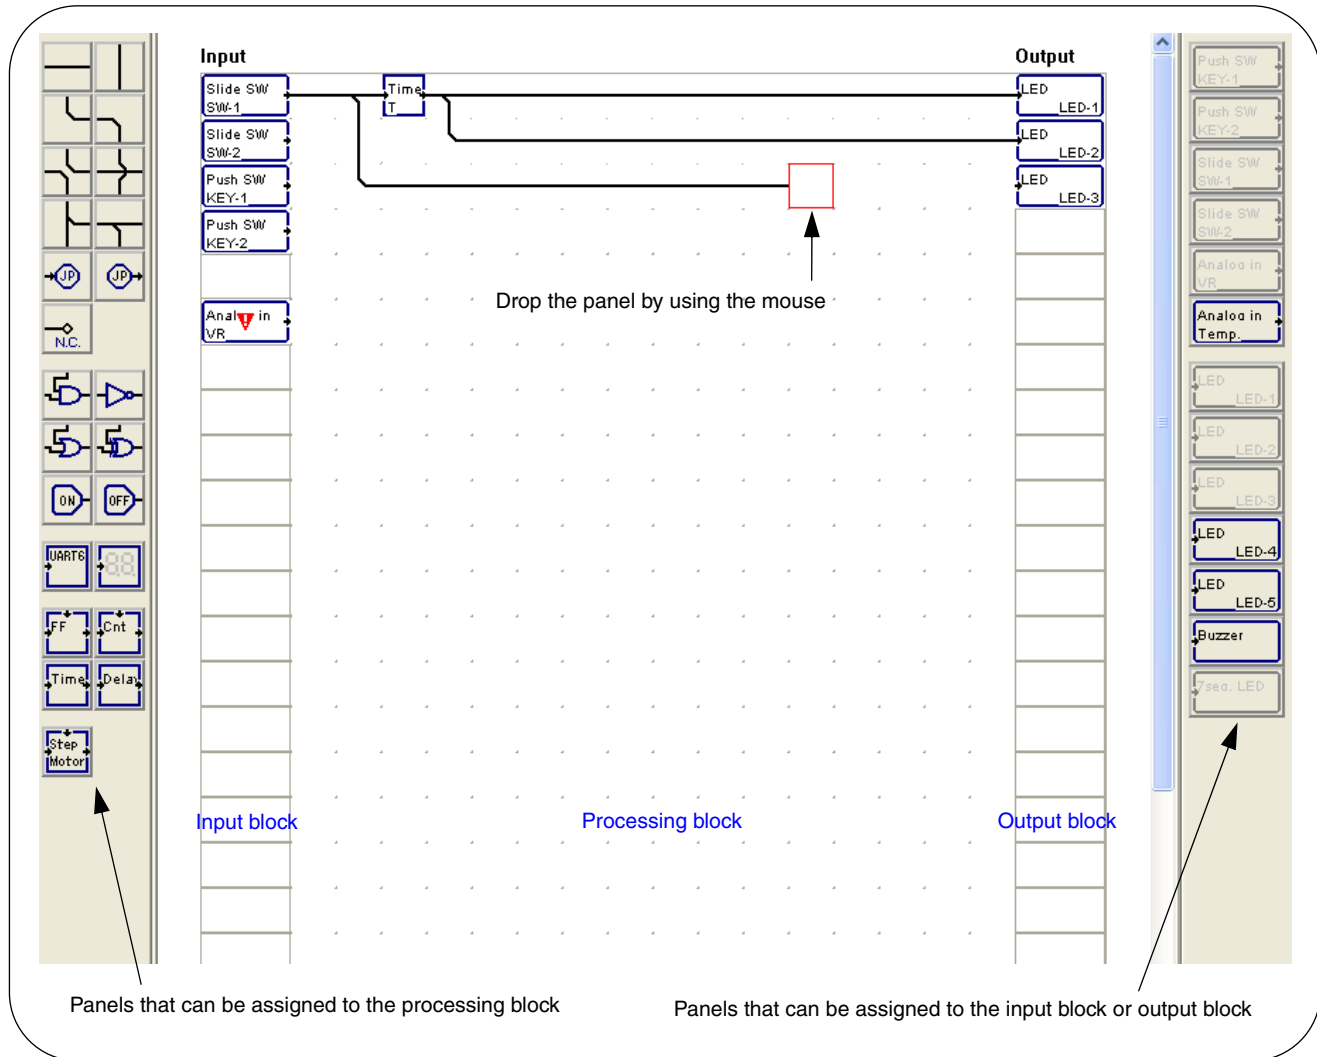 Input
Output
Slide SW
SW-1
Slide SW
SW-2
Push SW
KEY-1
Push SW
KEY-2
Analog in
VR
Time
T
LED
LED-1
LED
LED-2
LED
LED-3
Drop the panel by using the mouse
JP
JP
N.C.
ON
OFF
UART6
88
FF
Cnt
Time
Delay
Step
Motor
Push SW
KEY-1
Push SW
KEY-2
Slide SW
SW-1
Slide SW
SW-2
Analog in
VR
Analog in
Temp.
LED
LED-1
LED
LED-2
LED
LED-3
LED
LED-4
LED
LED-5
Buzzer
7seg. LED
Input block
Processing block
Output block
Panels that can be assigned to the processing block
Panels that can be assigned to the input block or output block